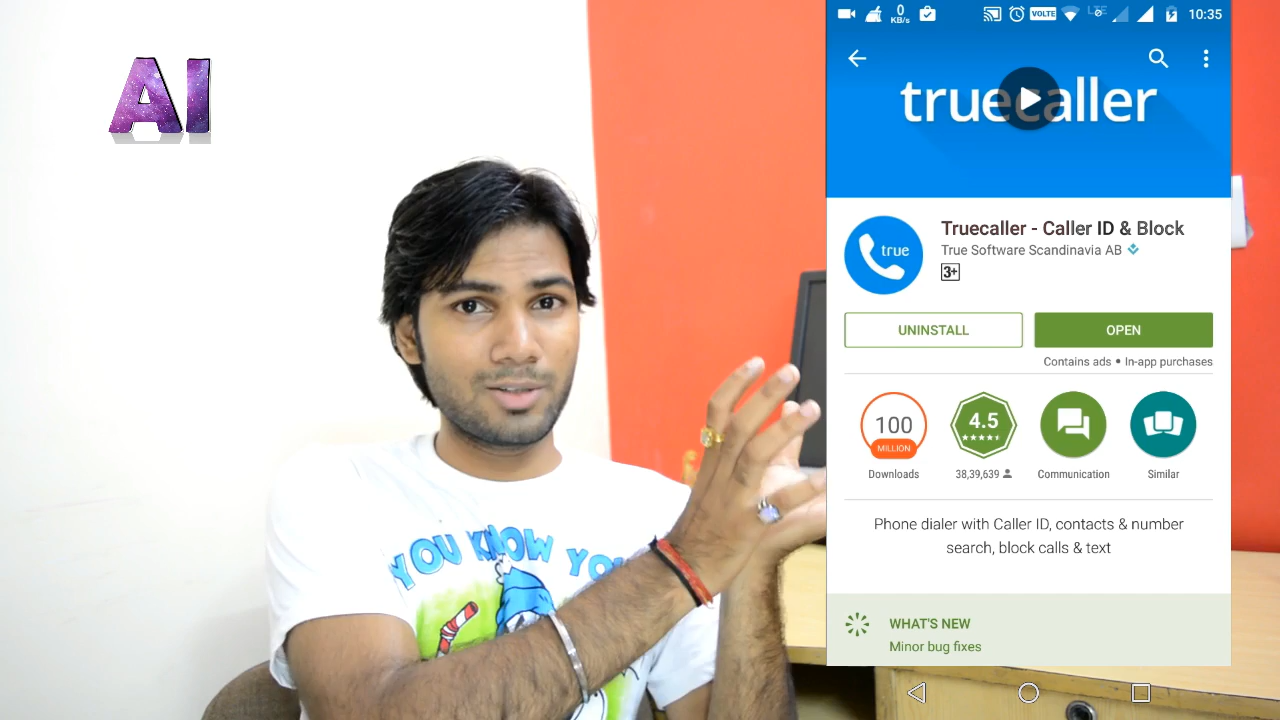 AI
0
KB/s
VOLTE
LTE
10:35
truecaller
true
Truecaller - Caller ID & Block
True Software Scandinavia AB
3+
UNINSTALL
OPEN
Contains ads • In-app purchases
100
MILLION
4.5
Downloads
38,39,639
Communication
Similar
Phone dialer with Caller ID, contacts & number
search, block calls & text
WHAT'S NEW
Minor bug fixes
YOU KNOW YOU